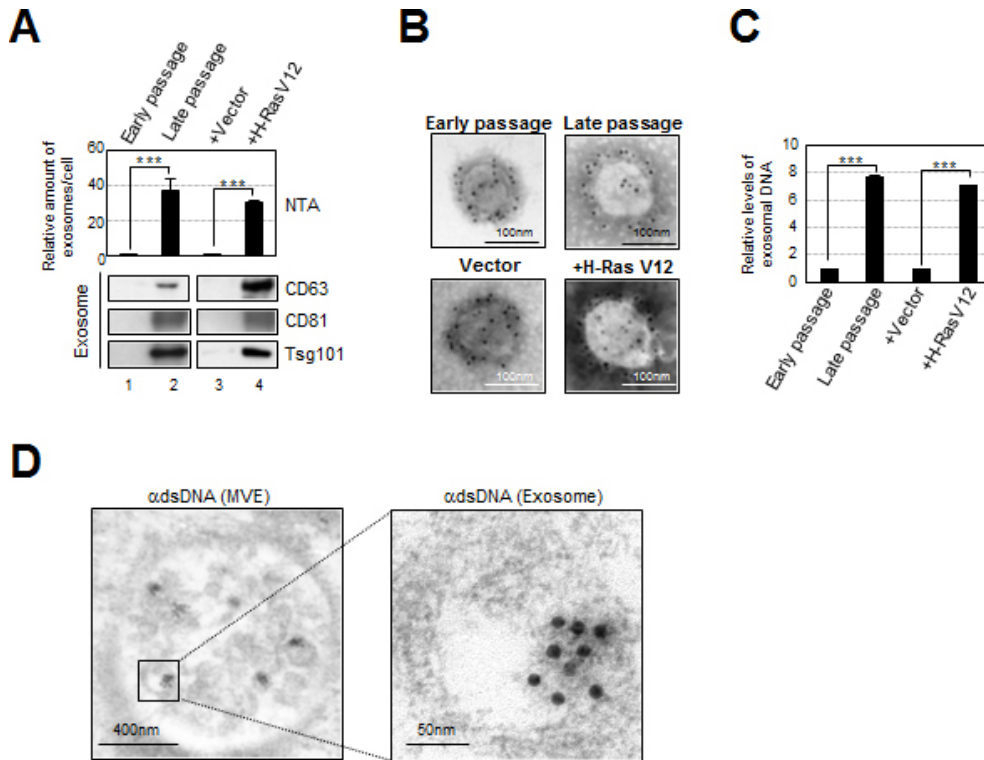 A
Early passage
Late passage
+Vector
+H-RasV12
Relative amount of
exosomes/cell
60
40
20
0
***
***
NTA
Exosome
CD63
CD81
Tsg101
1 2 3 4
B
Early passage Late passage
100nm 100nm
Vector +H-Ras V12
100nm 100nm
C
Relative levels of
exosomal DNA
10
8
6
4
2
0
***
***
Early passage
Late passage
+Vector
+H-RasV12
D
αdsDNA (MVE)
400nm
αdsDNA (Exosome)
50nm